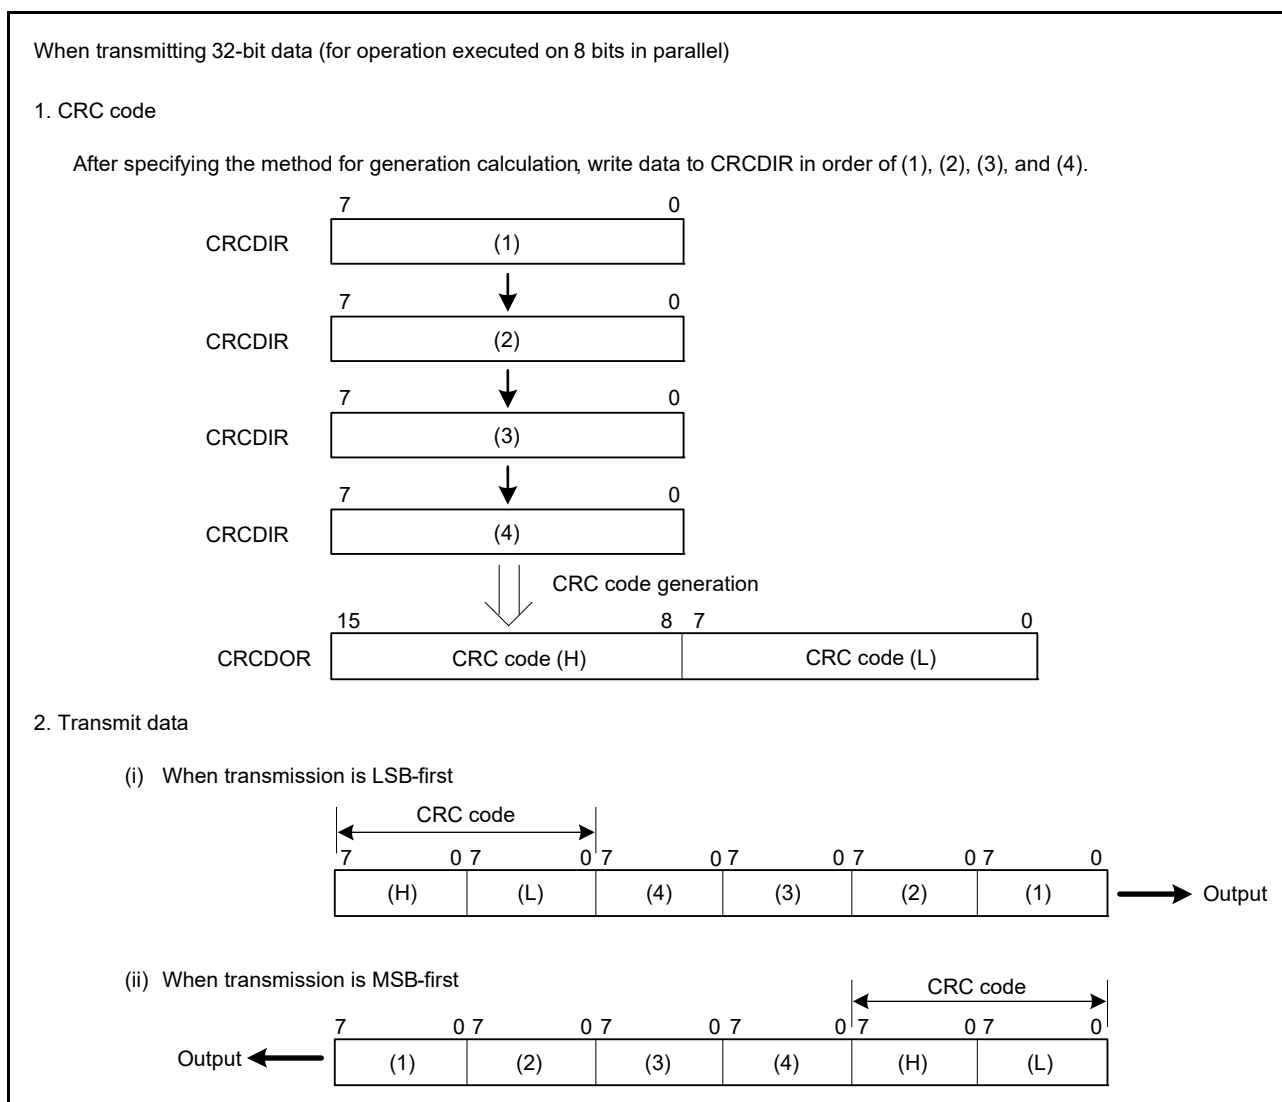 When transmitting 32-bit data (for operation executed on 8 bits in parallel)
1. CRC code
After specifying the method for generation calculation, write data to CRCDIR in order of (1), (2), (3), and (4).
7 0
CRCDIR (1)
7 0
CRCDIR (2)
7 0
CRCDIR (3)
7 0
CRCDIR (4)
CRC code generation
15 8 7 0
CRCDOR CRC code (H) CRC code (L)
2. Transmit data
(i) When transmission is LSB-first
CRC code
7 0 7 0 7 0 7 0 7 0 7 0
(H) (L) (4) (3) (2) (1) Output
(ii) When transmission is MSB-first
CRC code
7 0 7 0 7 0 7 0 7 0 7 0
Output (1) (2) (3) (4) (H) (L)